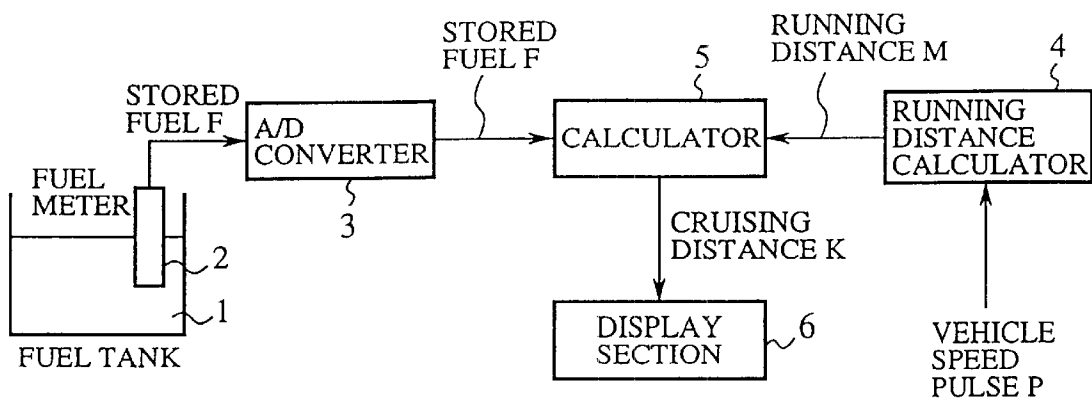 STORED
FUEL F
A/D
CONVERTER
3
FUEL
METER
2
1
FUEL TANK
STORED
FUEL F
5
CALCULATOR
RUNNING
DISTANCE M
4
RUNNING
DISTANCE
CALCULATOR
CRUISING
DISTANCE K
DISPLAY
SECTION
6
VEHICLE
SPEED
PULSE P